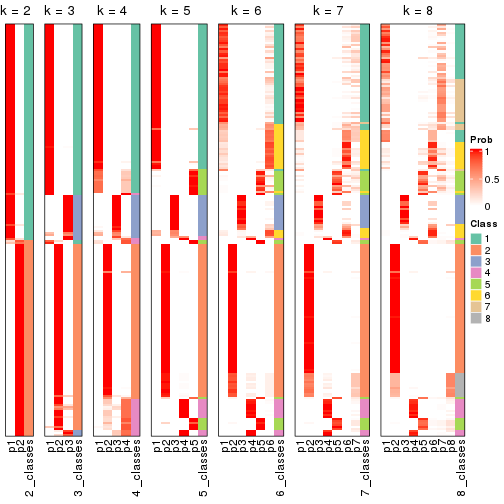 k = 2
k = 3
k = 4
k = 5
k = 6
k = 7
k = 8
Prob
1
0.5
0
Class
1
2
3
4
5
6
7
8
p1
p2
2_classes
p1
p2
p3
3_classes
p1
p2
p3
p4
4_classes
p1
p2
p3
p4
p5
5_classes
p1
p2
p3
p4
p5
p6
6_classes
p1
p2
p3
p4
p5
p6
p7
7_classes
p1
p2
p3
p4
p5
p6
p7
p8
8_classes